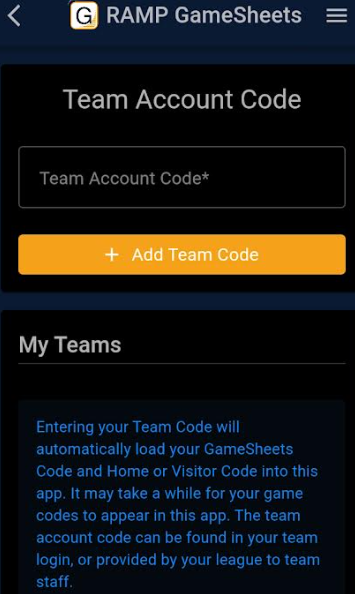 G RAMP GameSheets
Team Account Code
Team Account Code*
+ Add Team Code
My Teams
Entering your Team Code will
automatically load your GameSheets
Code and Home or Visitor Code into this
app. It may take a while for your game
codes to appear in this app. The team
account code can be found in your team
login, or provided by your league to team
staff.